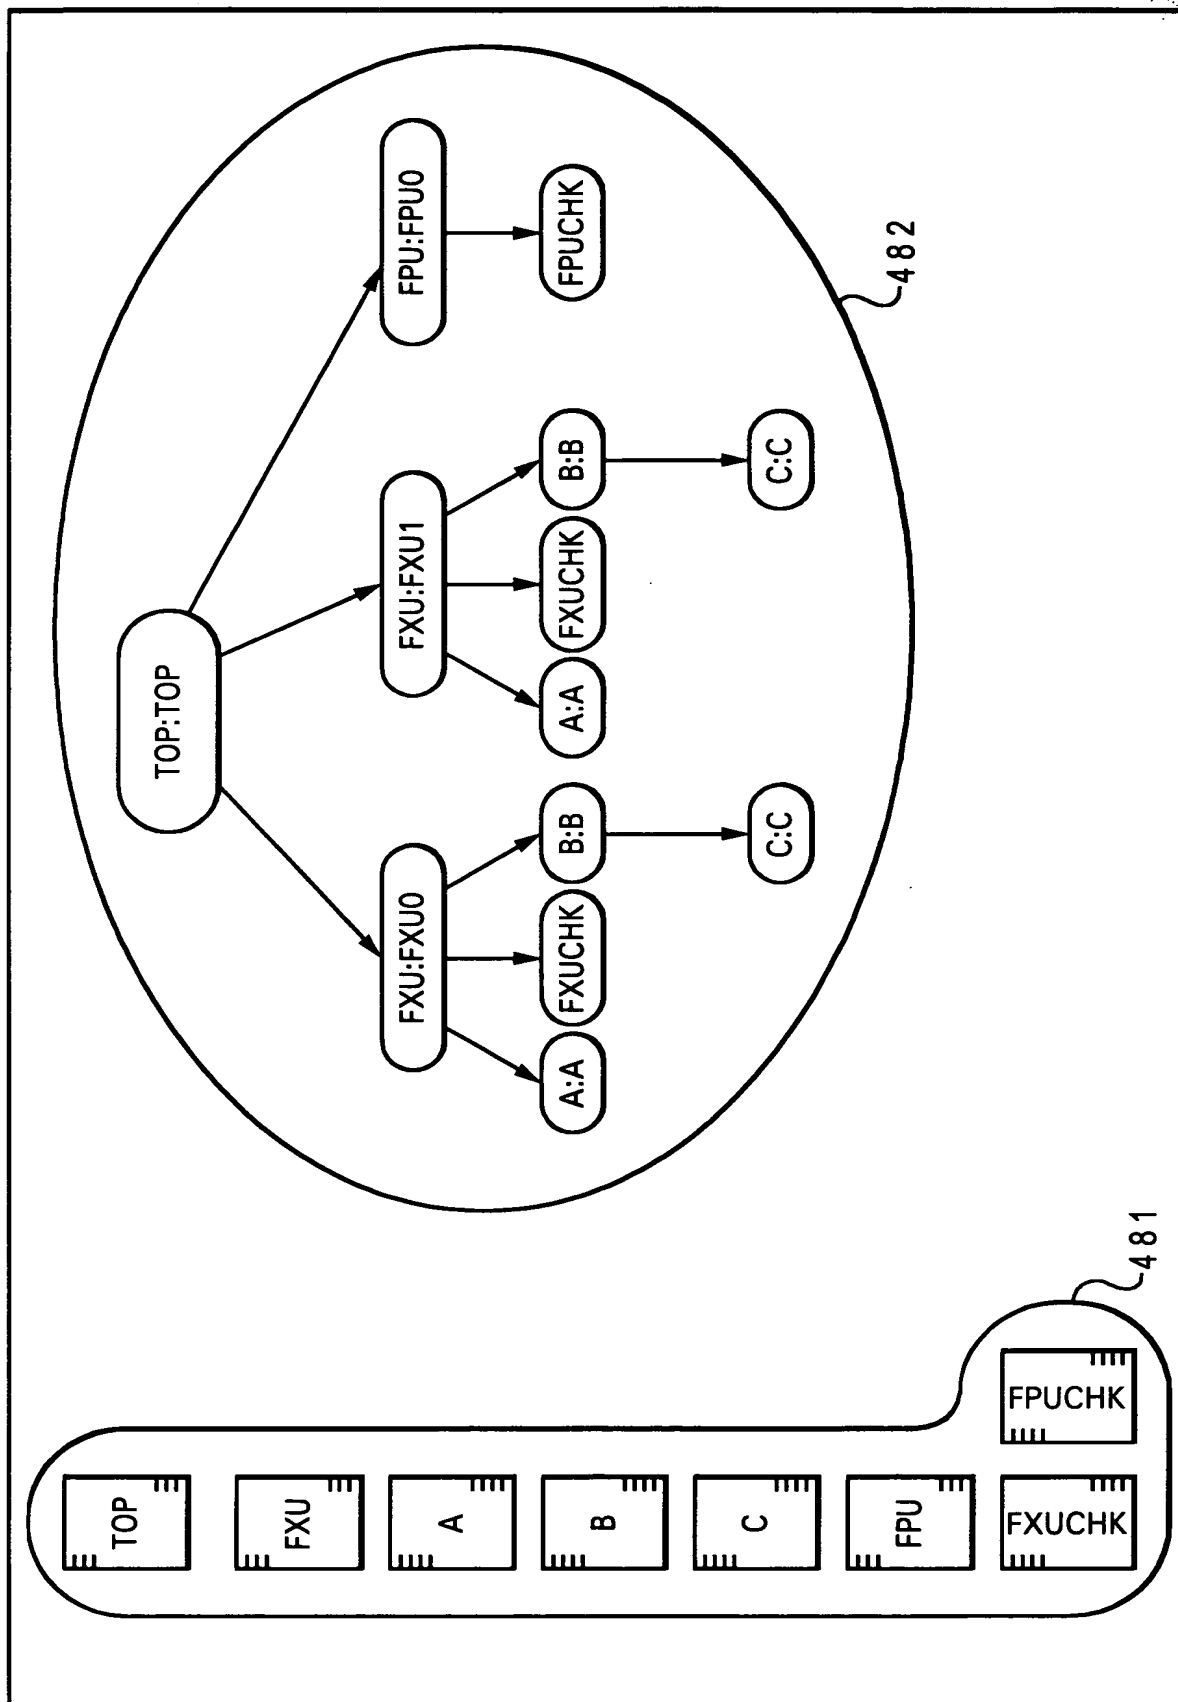 TOP:TOP
FXU:FXU0
FXU:FXU1
FPU:FPU0
A:A
FXUCHK
B:B
A:A
FXUCHK
B:B
FPUCHK
C:C
C:C
482
TOP
FXU
A
B
C
FPU
FXUCHK
FPUCHK
481